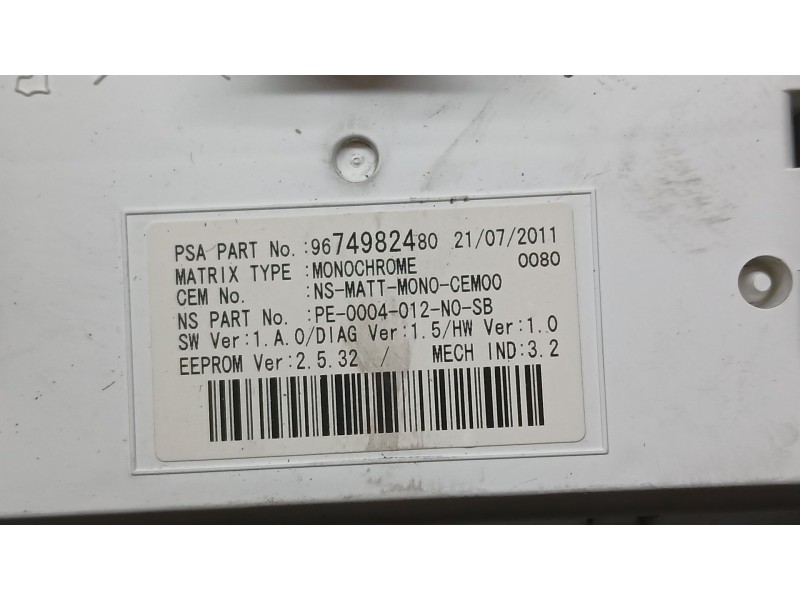 PSA PART No.:9674982480 21/07/2011
MATRIX TYPE :MONOCHROME 0080
CEM No. :NS-MATT-MONO-CEM00
NS PART No. :PE-0004-012-NO-SB
SW Ver:1.A.0/DIAG Ver:1.5/HW Ver:1.0
EEPROM Ver:2.5.32 / MECH IND:3.2